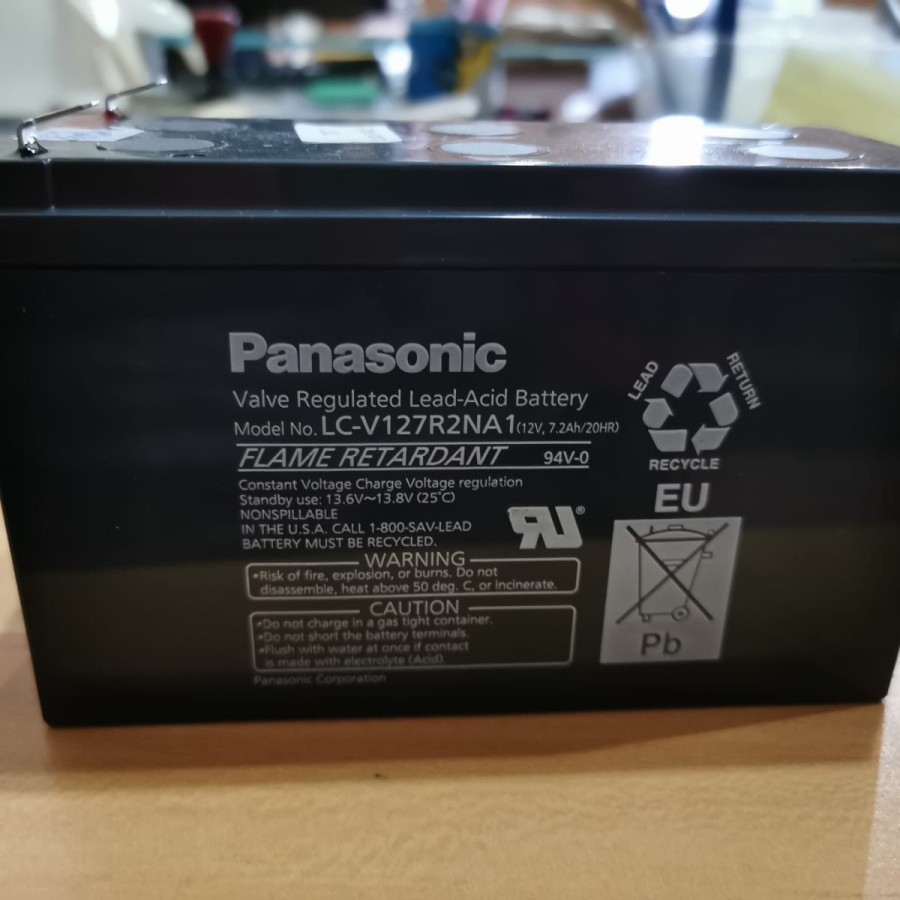 Panasonic
Valve Regulated Lead-Acid Battery
Model No. LC-V127R2NA1(12V, 7.2Ah/20HR)
FLAME RETARDANT 94V-0
Constant Voltage Charge Voltage regulation
Standby use: 13.6V~13.8V (25°C)
NONSPILLABLE
IN THE U.S.A. CALL 1-800-SAV-LEAD
BATTERY MUST BE RECYCLED.
WARNING
•Risk of fire, explosion, or burns. Do not
disassemble, heat above 50 deg. C, or incinerate.
CAUTION
•Do not charge in a gas tight container.
•Do not short the battery terminals.
•Flush with water at once if contact
is made with electrolyte (Acid).
Panasonic Corporation
LEAD
RETURN
RECYCLE
EU
Pb